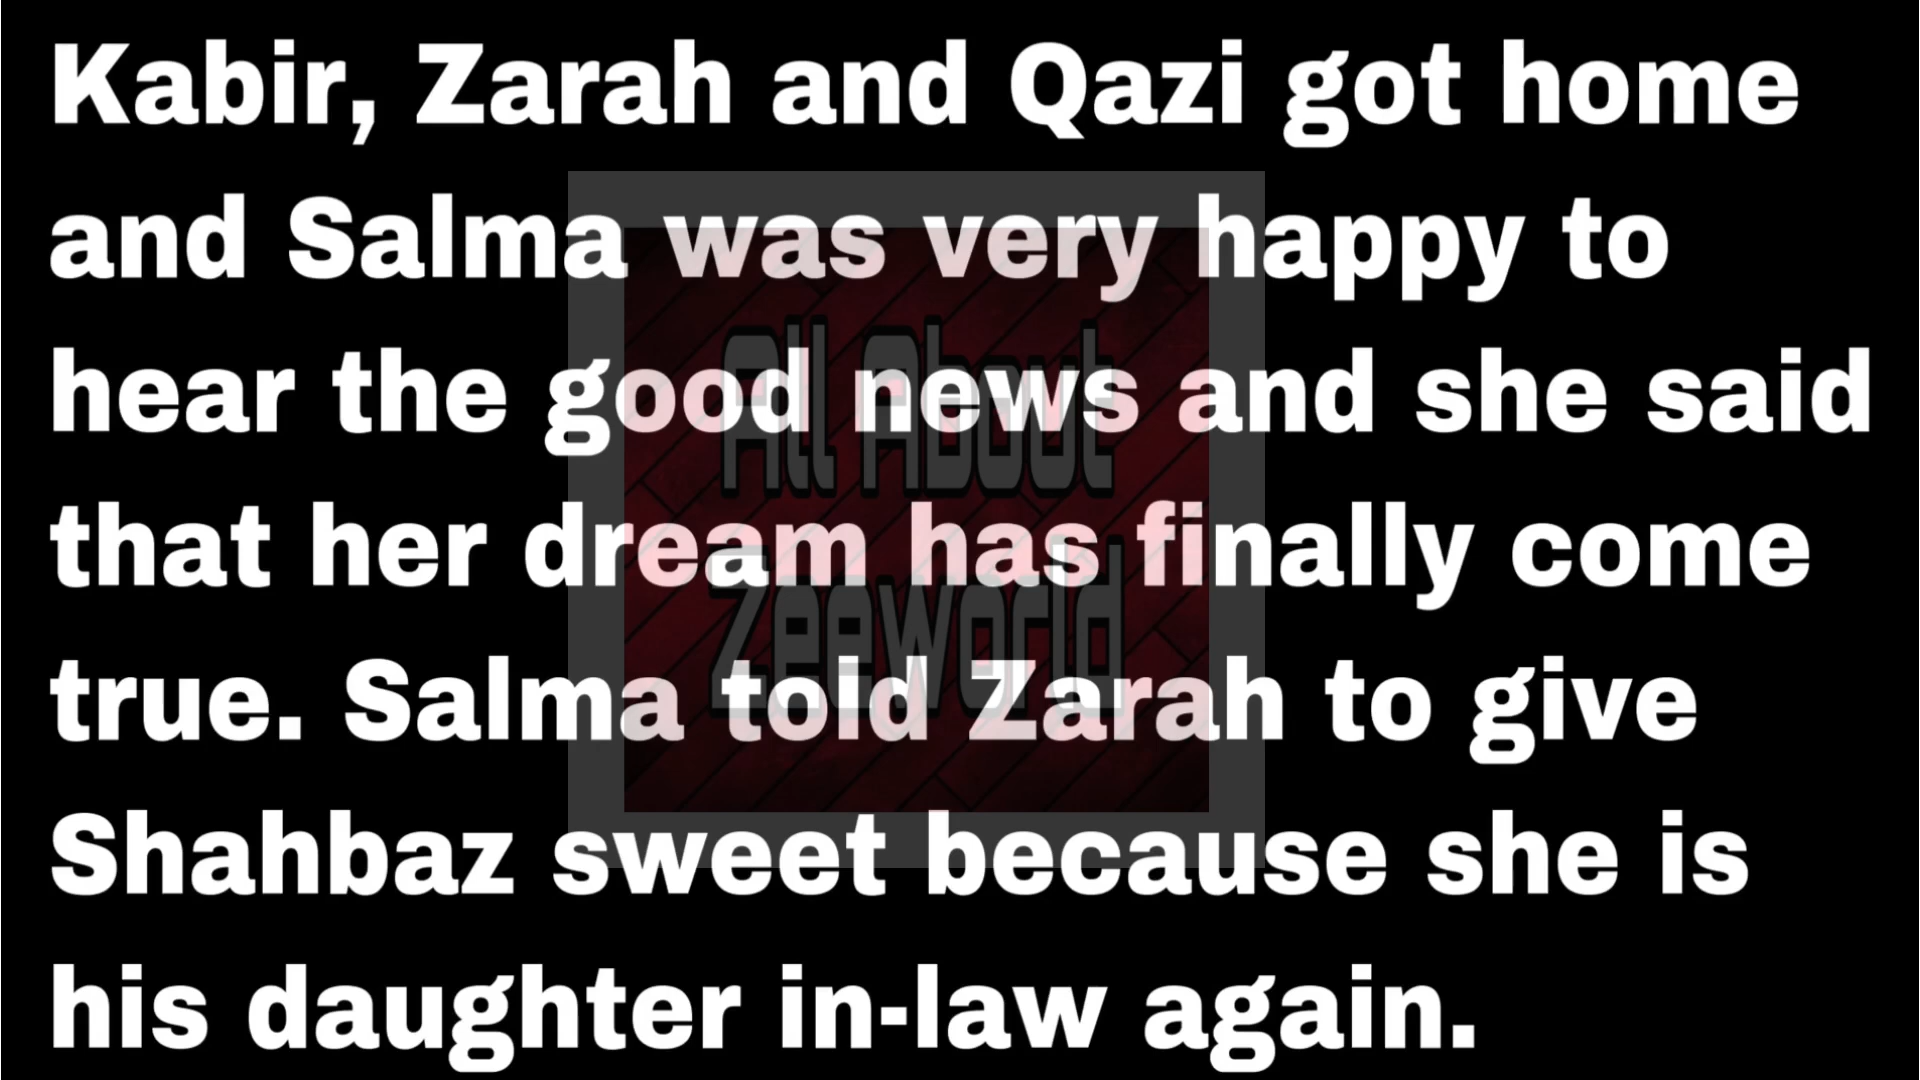 Kabir, Zarah and Qazi got home
and Salma was very happy to
hear the good news and she said
that her dream has finally come
true. Salma told Zarah to give
Shahbaz sweet because she is
his daughter in-law again.
All About
Zeeworld